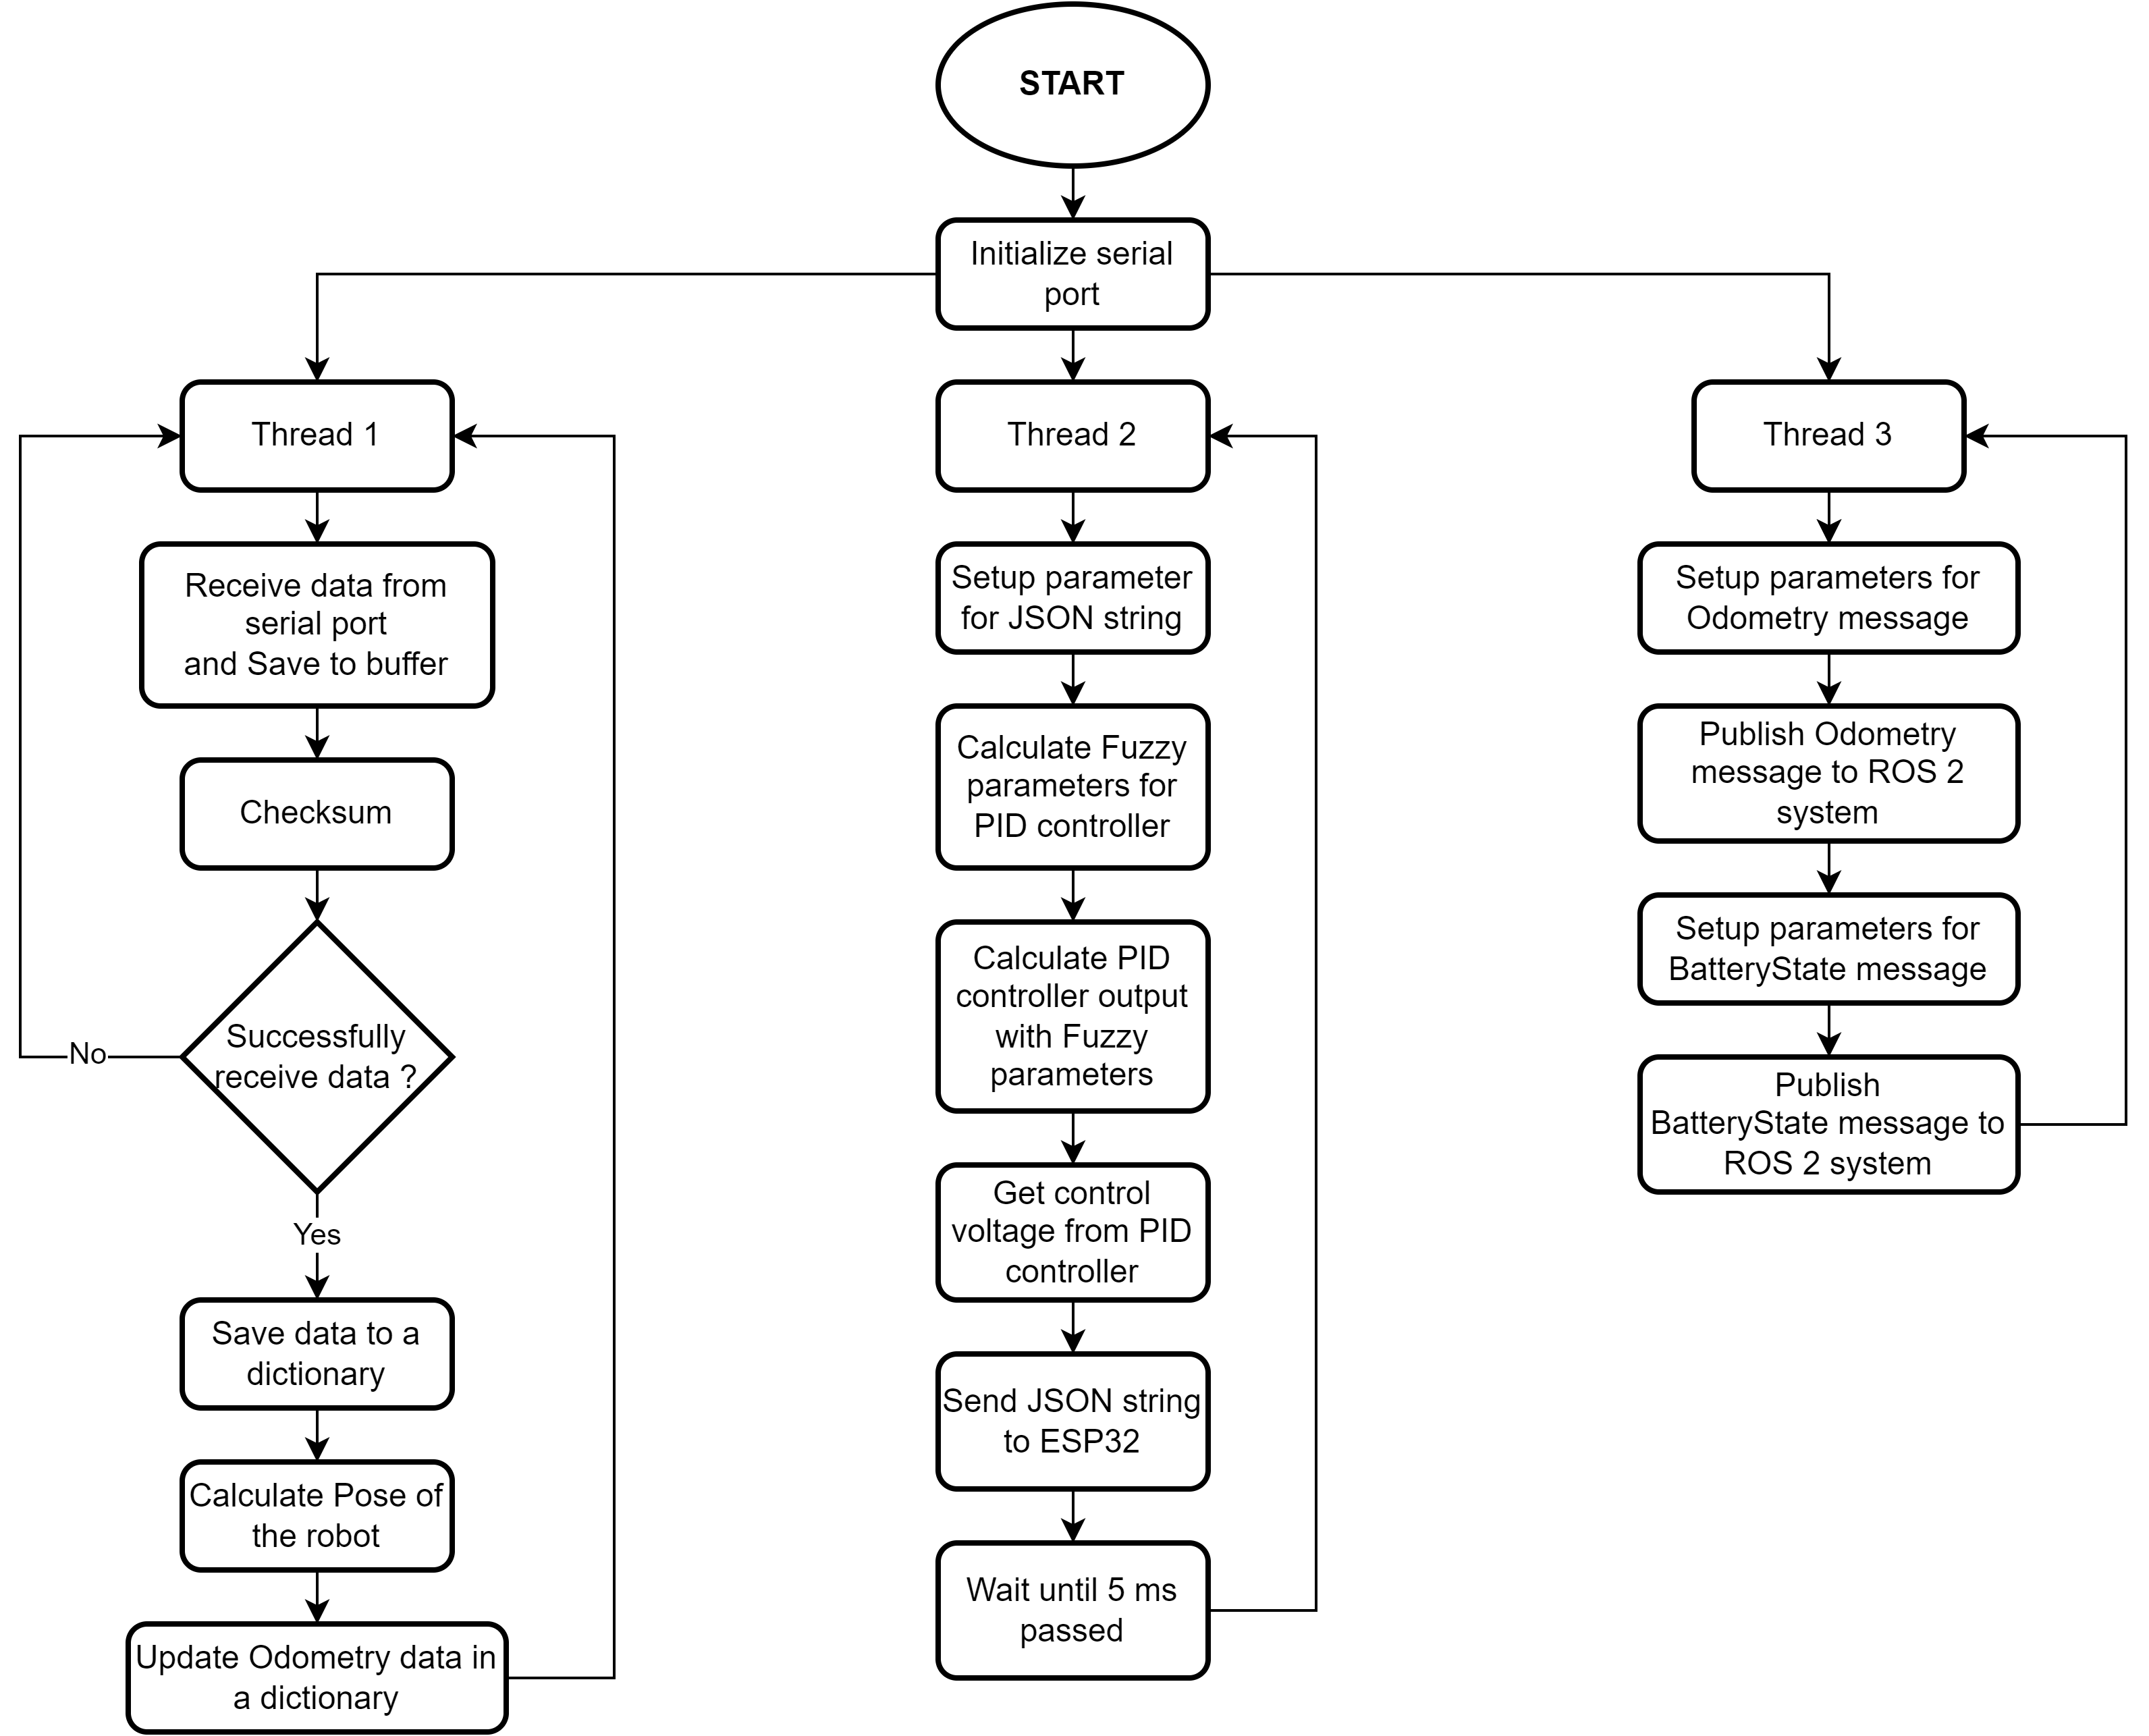 START
Initialize serial
port
Thread 1
Receive data from
serial port
and Save to buffer
Checksum
Successfully
receive data ?
No
Yes
Save data to a
dictionary
Calculate Pose of
the robot
Update Odometry data in
a dictionary
Thread 2
Setup parameter
for JSON string
Calculate Fuzzy
parameters for
PID controller
Calculate PID
controller output
with Fuzzy
parameters
Get control
voltage from PID
controller
Send JSON string
to ESP32
Wait until 5 ms
passed
Thread 3
Setup parameters for
Odometry message
Publish Odometry
message to ROS 2
system
Setup parameters for
BatteryState message
Publish
BatteryState message to
ROS 2 system